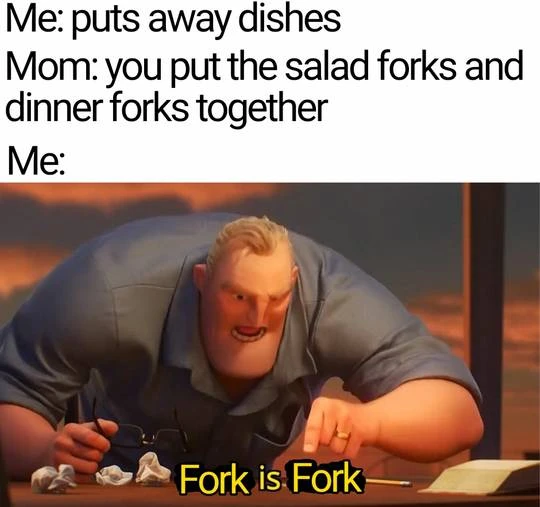 Me: puts away dishes
Mom: you put the salad forks and
dinner forks together
Me:
Fork is Fork